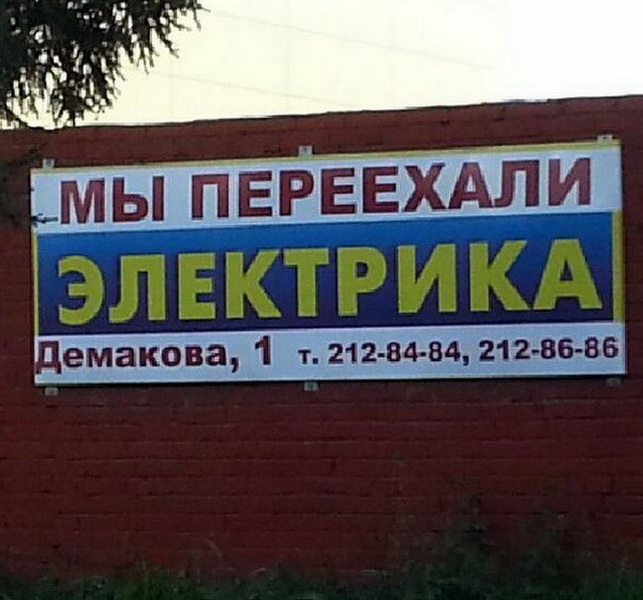 МЫ ПЕРЕЕХАЛИ
ЭЛЕКТРИКА
Демакова, 1 т. 212-84-84, 212-86-86